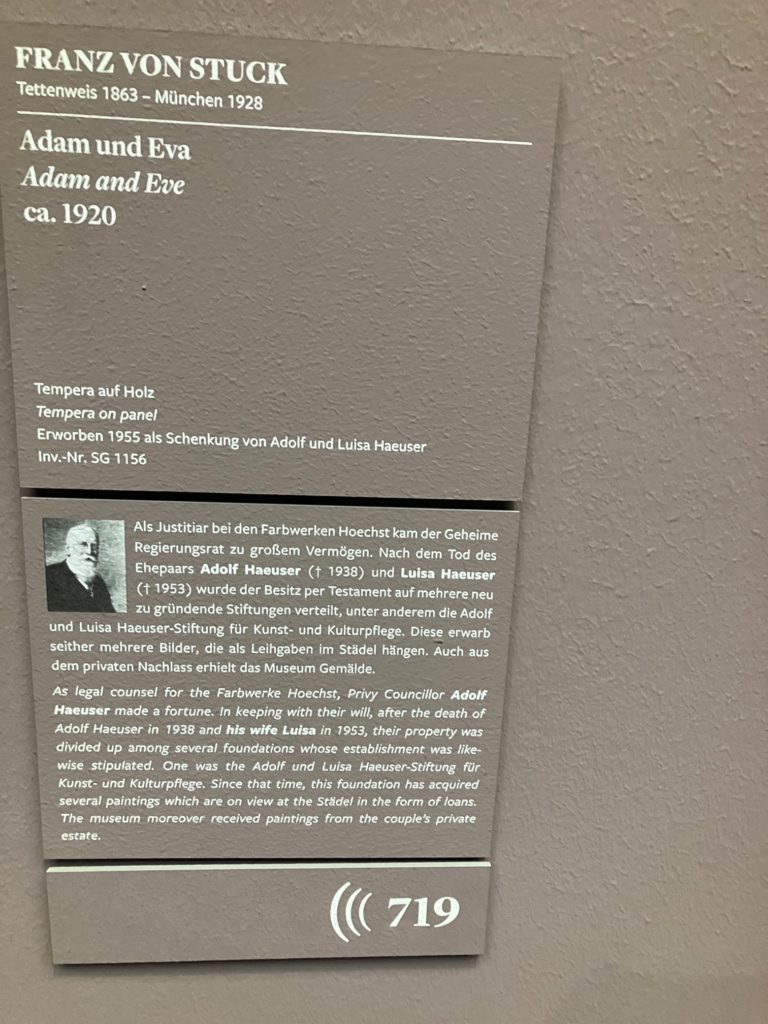 FRANZ VON STUCK
Tettenweis 1863 – München 1928
Adam und Eva
Adam and Eve
ca. 1920
Tempera auf Holz
Tempera on panel
Erworben 1955 als Schenkung von Adolf und Luisa Haeuser
Inv.-Nr. SG 1156
Als Justitiar bei den Farbwerken Hoechst kam der Geheime
Regierungsrat zu großem Vermögen. Nach dem Tod des
Ehepaars Adolf Haeuser († 1938) und Luisa Haeuser
(† 1953) wurde der Besitz per Testament auf mehrere neu
zu gründende Stiftungen verteilt, unter anderem die Adolf
und Luisa Haeuser-Stiftung für Kunst- und Kulturpflege. Diese erwarb
seither mehrere Bilder, die als Leihgaben im Städel hängen. Auch aus
dem privaten Nachlass erhielt das Museum Gemälde.
As legal counsel for the Farbwerke Hoechst, Privy Councillor Adolf
Haeuser made a fortune. In keeping with their will, after the death of
Adolf Haeuser in 1938 and his wife Luisa in 1953, their property was
divided up among several foundations whose establishment was like-
wise stipulated. One was the Adolf und Luisa Haeuser-Stiftung für
Kunst- und Kulturpflege. Since that time, this foundation has acquired
several paintings which are on view at the Städel in the form of loans.
The museum moreover received paintings from the couple's private
estate.
719